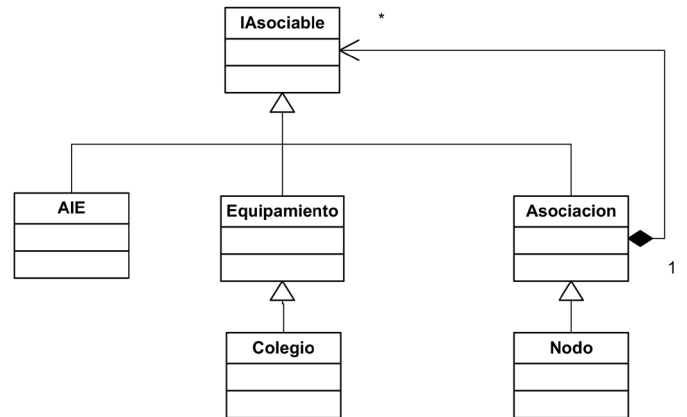 IAsociable
*
AIE
Equipamiento
Asociacion
1
Colegio
Nodo